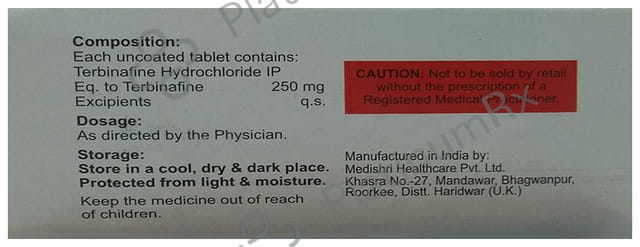 Composition:
Each uncoated tablet contains:
Terbinafine Hydrochloride IP
Eq. to Terbinafine 250 mg
Excipients q.s.
Dosage:
As directed by the Physician.
Storage:
Store in a cool, dry & dark place.
Protected from light & moisture.
Keep the medicine out of reach
of children.
CAUTION: Not to be sold by retail
without the prescription of a
Registered Medical Practitioner.
Manufactured in India by:
Medishri Healthcare Pvt. Ltd.
Khasra No.-27, Mandawar, Bhagwanpur,
Roorkee, Distt. Haridwar (U.K.)